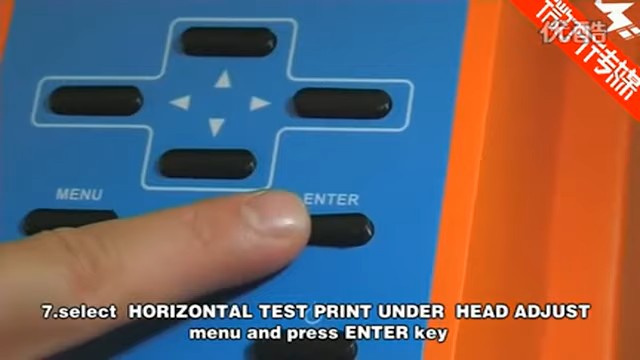 优酷
MENU
ENTER
7.select HORIZONTAL TEST PRINT UNDER HEAD ADJUST
menu and press ENTER key